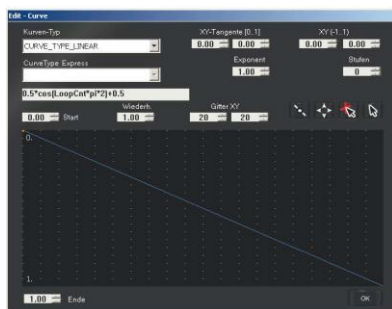 Edit - Curve
Kurven-Typ
XY-Tangente [0,1]
XY (-1..1)
CURVE_TYPE_LINEAR
0.00 0.00
0.00 0.00
CurveType Express
Exponent
Stufen
1.00
0
0.5*cos(LoopCnt*pi*2)+0.5
Wiederh.
Gitter XY
0.00 Start
1.00
20 20
0.
1.
1.00 Ende
OK